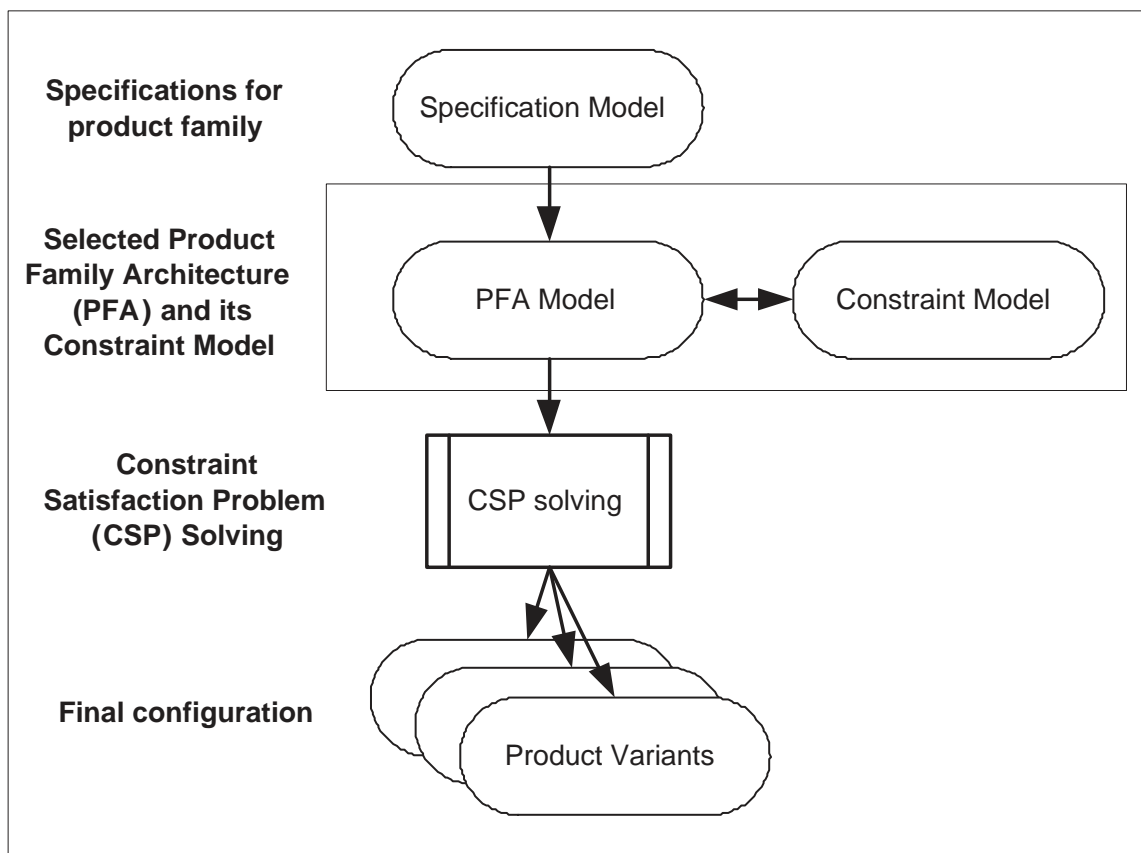 Specifications for
product family
Specification Model
Selected Product
Family Architecture
(PFA) and its
Constraint Model
PFA Model
Constraint Model
Constraint
Satisfaction Problem
(CSP) Solving
CSP solving
Final configuration
Product Variants